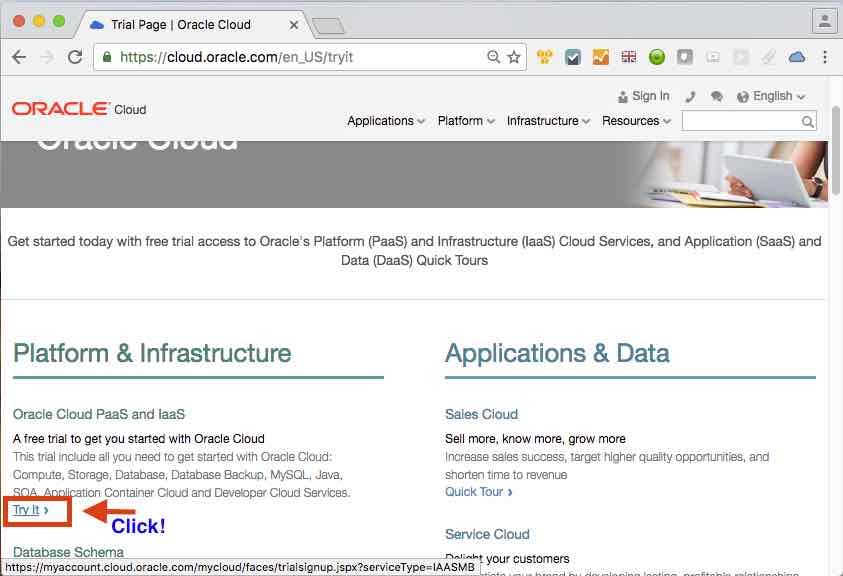 Trial Page | Oracle Cloud
https://cloud.oracle.com/en_US/tryit
Sign In
English
ORACLE Cloud
Applications
Platform
Infrastructure
Resources
Oracle Cloud
Get started today with free trial access to Oracle's Platform (PaaS) and Infrastructure (IaaS) Cloud Services, and Application (SaaS) and
Data (DaaS) Quick Tours
Platform & Infrastructure
Oracle Cloud PaaS and IaaS
A free trial to get you started with Oracle Cloud
This trial include all you need to get started with Oracle Cloud:
Compute, Storage, Database, Database Backup, MySQL, Java,
SOA, Application Container Cloud and Developer Cloud Services.
Try It ›
Click!
Database Schema
Applications & Data
Sales Cloud
Sell more, know more, grow more
Increase sales success, target higher quality opportunities, and
shorten time to revenue
Quick Tour ›
Service Cloud
Delight your customers
https://myaccount.cloud.oracle.com/mycloud/faces/trialsignup.jspx?serviceType=IAASMB